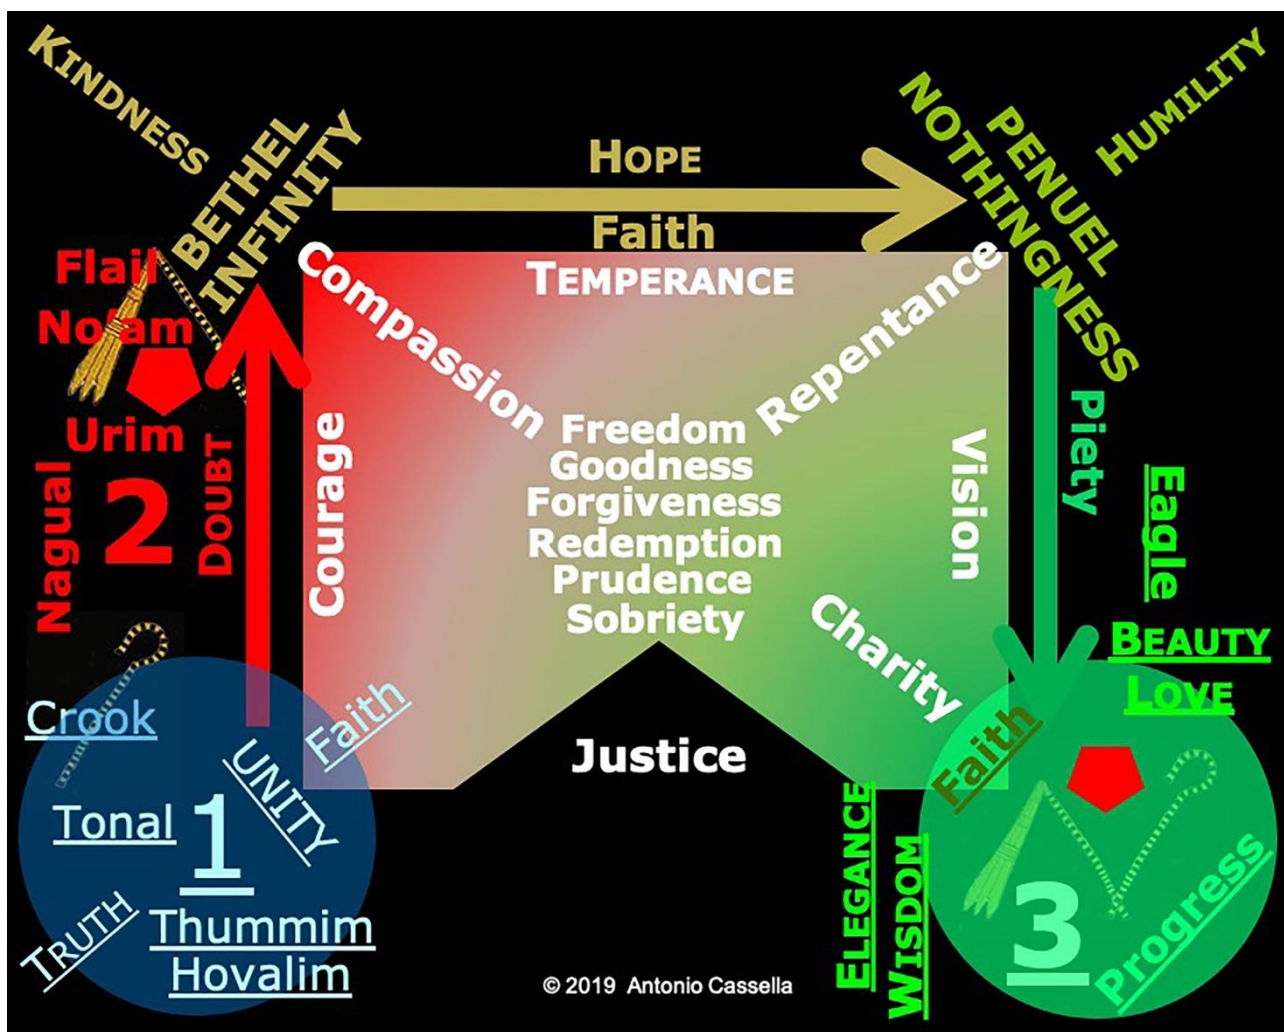 KINDNESS
BETHEL
INFINITY
HOPE
Faith
PENUEL
NOTHINGNESS
HUMILITY
Flail
No'am
Urim
Nagual
2
DOUBT
Compassion
TEMPERANCE
Repentance
Courage
Freedom
Goodness
Forgiveness
Redemption
Prudence
Sobriety
Vision
Charity
Justice
Piety
Eagle
BEAUTY
LOVE
Crook
Faith
UNITY
Tonal
1
TRUTH
Thummim
Hovalim
Faith
ELEGANCE
WISDOM
3
Progress
© 2019 Antonio Cassella